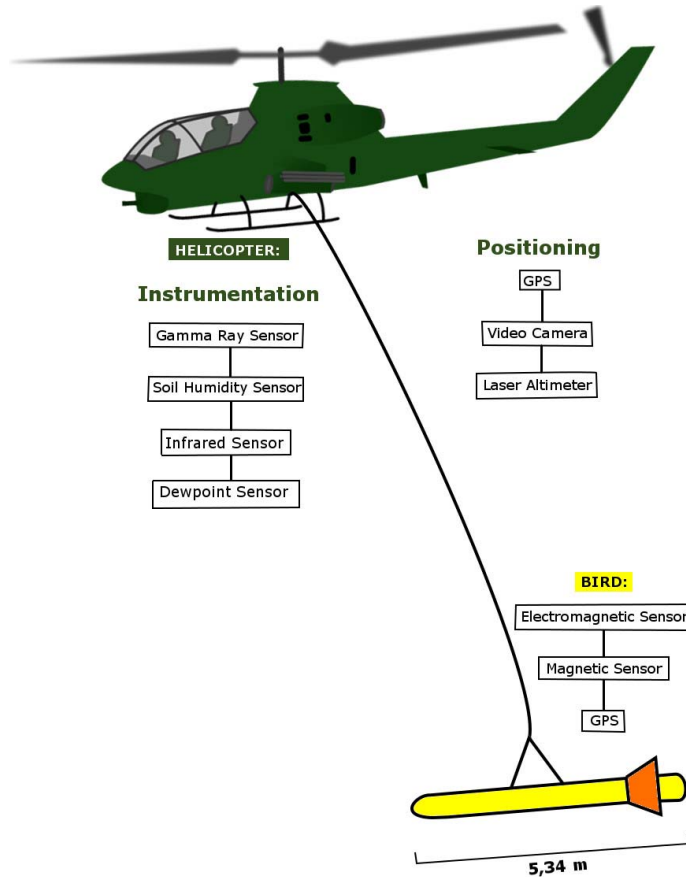 HELICOPTER:
Instrumentation
Gamma Ray Sensor
Soil Humidity Sensor
Infrared Sensor
Dewpoint Sensor
Positioning
GPS
Video Camera
Laser Altimeter
BIRD:
Electromagnetic Sensor
Magnetic Sensor
GPS
5,34 m